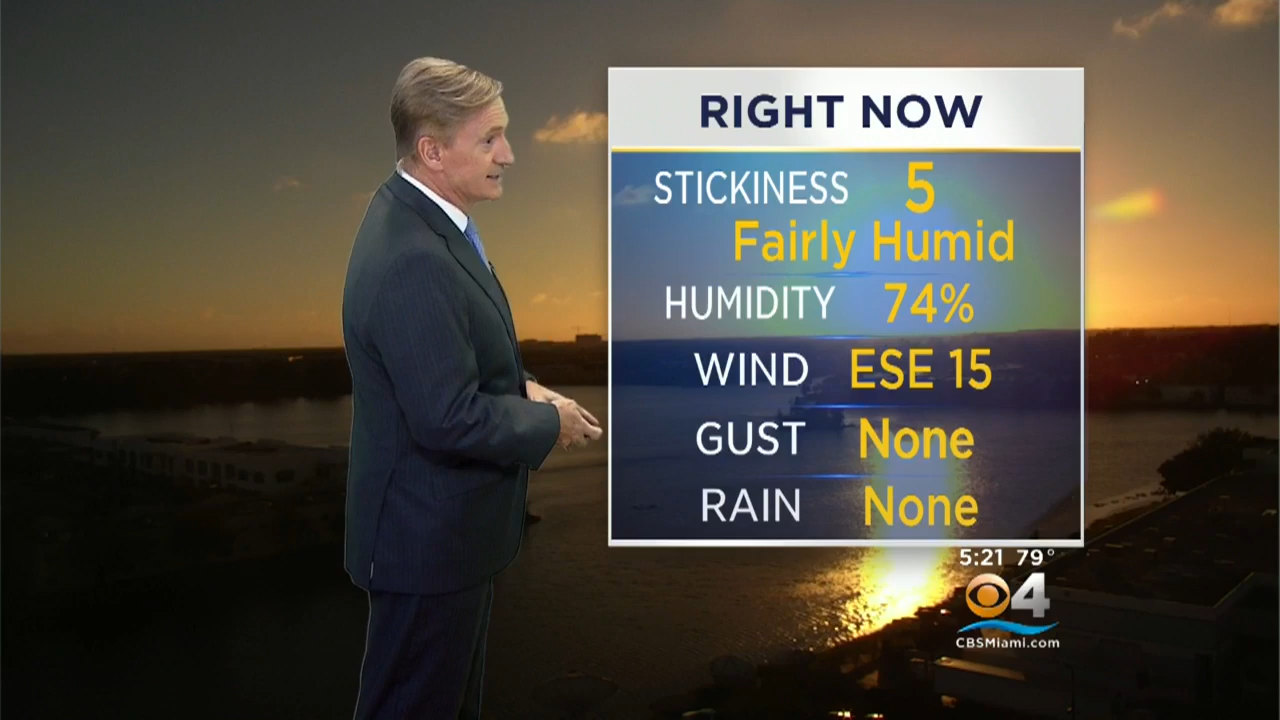 RIGHT NOW
STICKINESS 5
Fairly Humid
HUMIDITY 74%
WIND ESE 15
GUST None
RAIN None
5:21 79°
4
CBSMiami.com